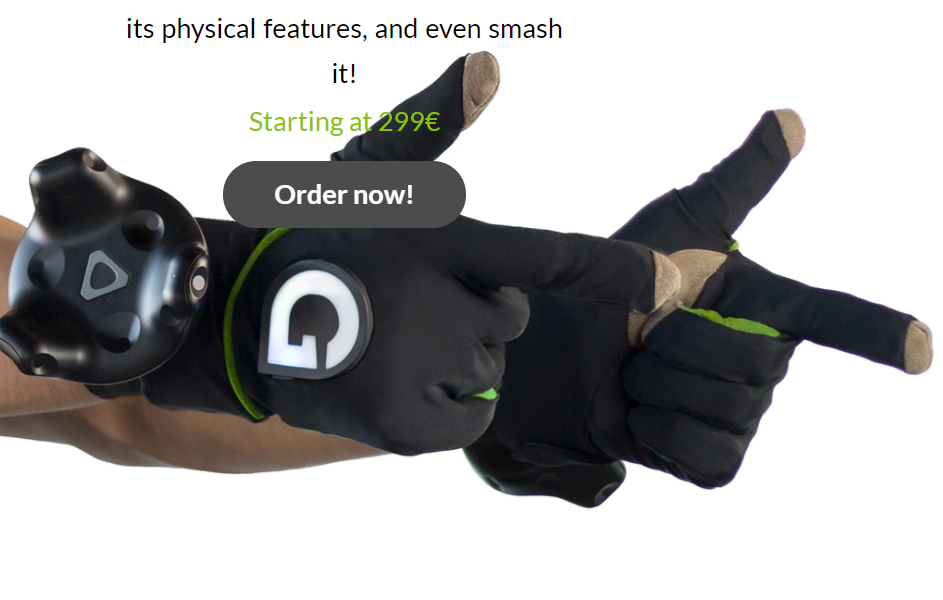 its physical features, and even smash
it!
Starting at 299€
Order now!
G